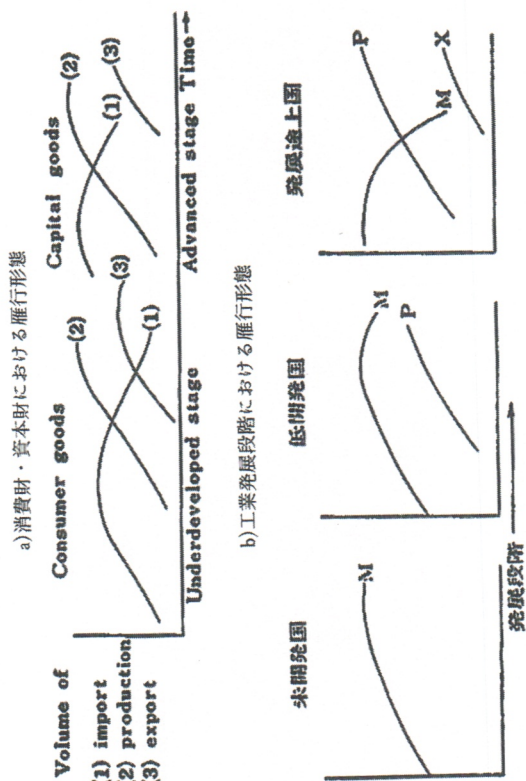 a)消費財・資本財における雁行形態
Volume of
(1) import
(2) production
(3) export
Consumer goods
Capital goods
(2)
(3)
(1)
(2)
(1)
(3)
Underdeveloped stage
Advanced stage Time→
b)工業発展段階における雁行形態
未開発国
低開発国
発展途上国
M
M
P
P
M
X
発展段階